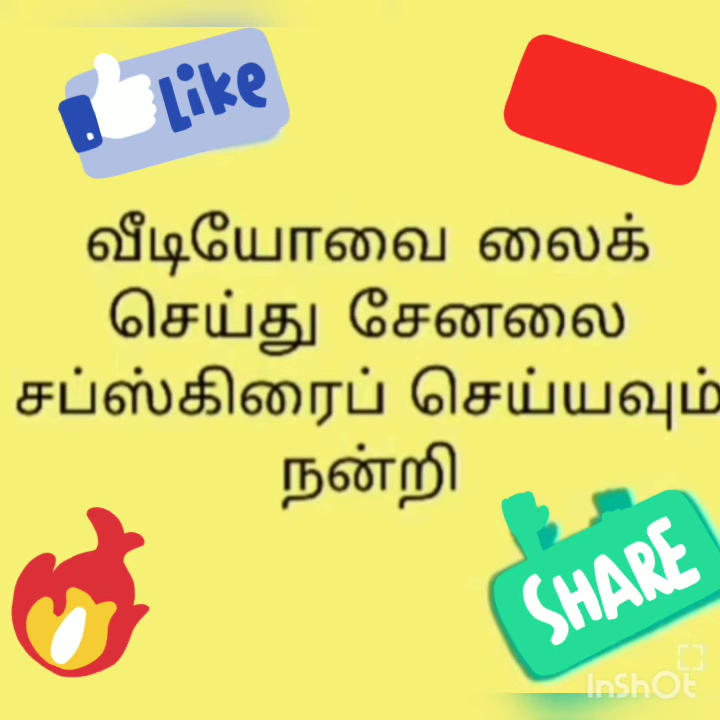 Like
வீடியோவை லைக்
செய்து சேனலை
சப்ஸ்கிரைப் செய்யவும்
நன்றி
SHARE
InShOt